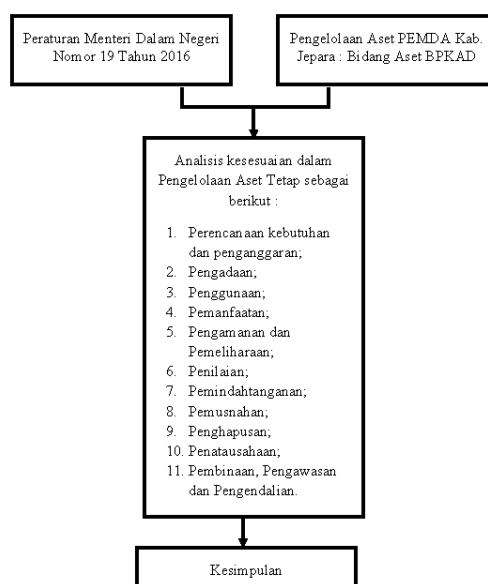 Peraturan Menteri Dalam Negeri
Nomor 19 Tahun 2016
Pengelolaan Aset PEMDA Kab.
Jepara : Bidang Aset BPKAD
Analisis kesesuaian dalam
Pengelolaan Aset Tetap sebagai
berikut :
1. Perencanaan kebutuhan
dan penganggaran;
2. Pengadaan;
3. Penggunaan;
4. Pemanfaatan;
5. Pengamanan dan
Pemeliharaan;
6. Penilaian;
7. Pemindahtanganan;
8. Pemusnahan;
9. Penghapusan;
10. Penatausahaan;
11. Pembinaan, Pengawasan
dan Pengendalian.
Kesimpulan